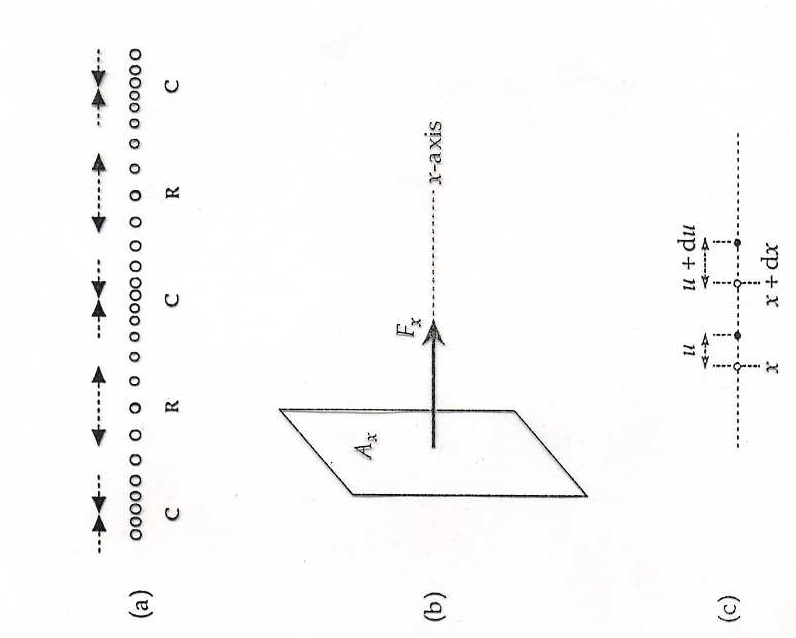 (a)
C R C R C
(b)
A_x F_x x-axis
(c)
u u + du
x x + dx